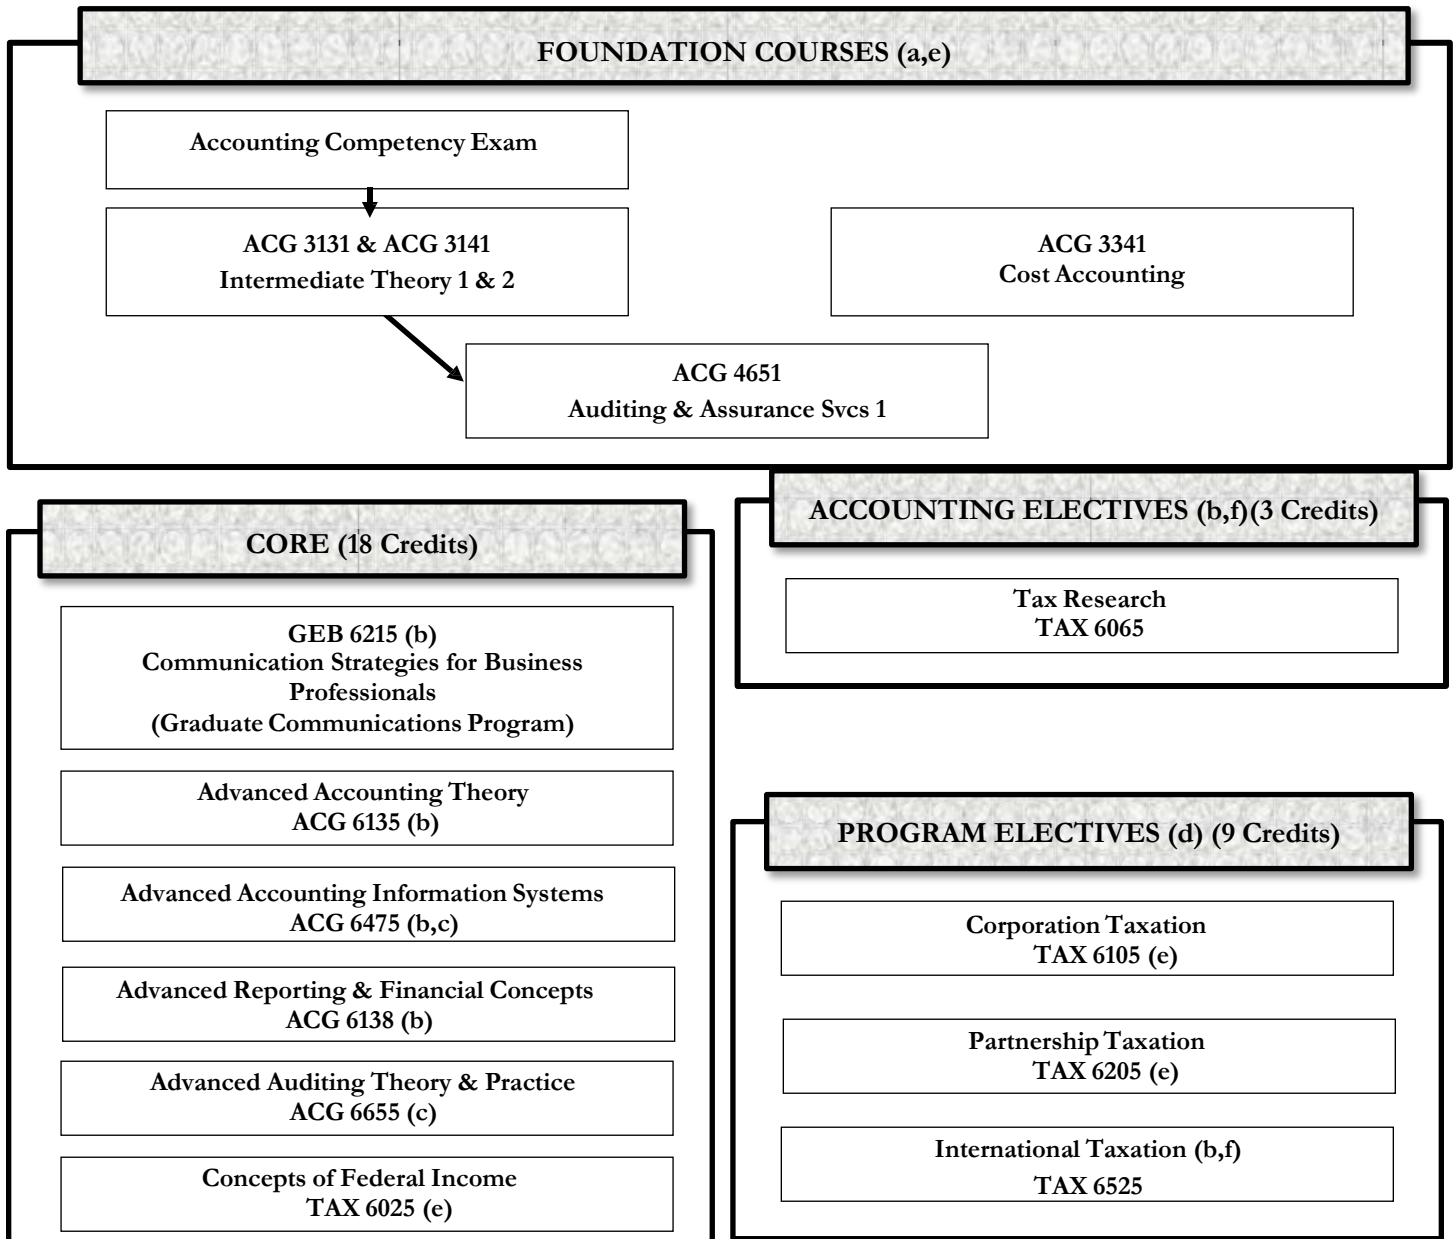 FOUNDATION COURSES (a,e)
Accounting Competency Exam
ACG 3131 & ACG 3141
Intermediate Theory 1 & 2
ACG 3341
Cost Accounting
ACG 4651
Auditing & Assurance Svcs 1
CORE (18 Credits)
GEB 6215 (b)
Communication Strategies for Business
Professionals
(Graduate Communications Program)
Advanced Accounting Theory
ACG 6135 (b)
Advanced Accounting Information Systems
ACG 6475 (b,c)
Advanced Reporting & Financial Concepts
ACG 6138 (b)
Advanced Auditing Theory & Practice
ACG 6655 (c)
Concepts of Federal Income
TAX 6025 (e)
ACCOUNTING ELECTIVES (b,f)(3 Credits)
Tax Research
TAX 6065
PROGRAM ELECTIVES (d) (9 Credits)
Corporation Taxation
TAX 6105 (e)
Partnership Taxation
TAX 6205 (e)
International Taxation (b,f)
TAX 6525